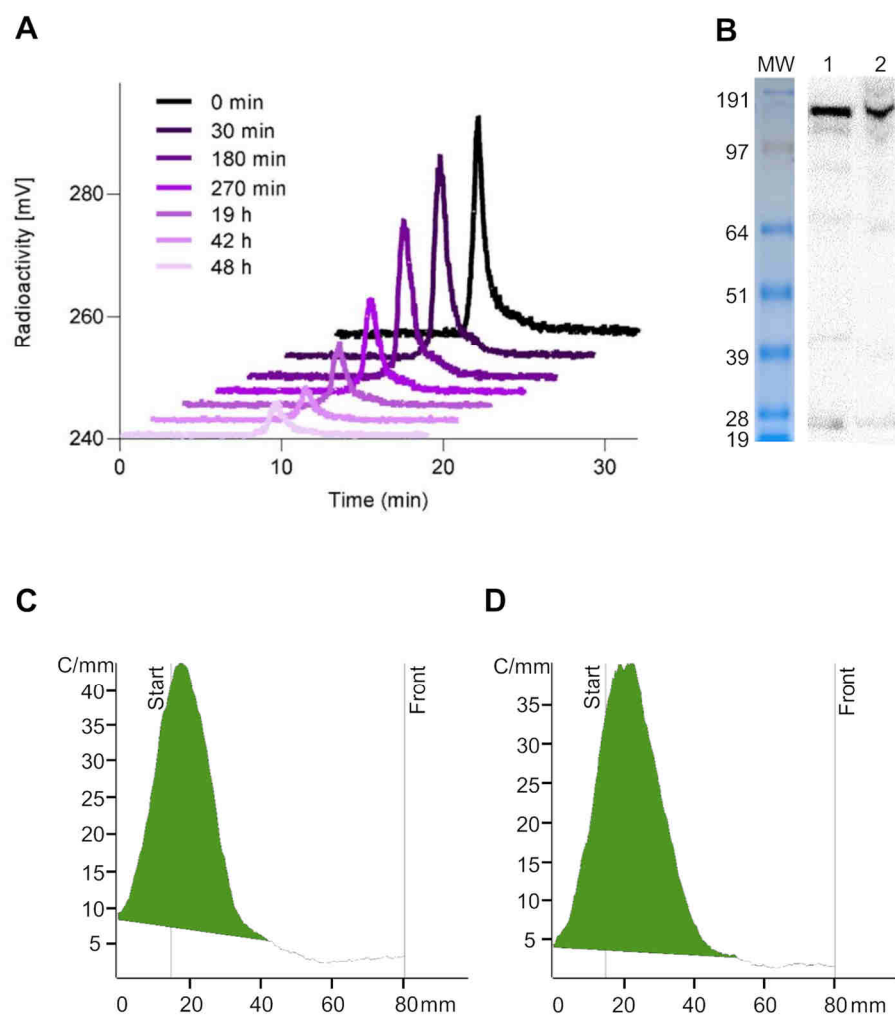 A
Radioactivity [mV]
280
260
240
0 min
30 min
180 min
270 min
19 h
42 h
48 h
0 10 20 30
Time (min)
B
MW 1 2
191
97
64
51
39
28
19
C
C/mm
40
35
30
25
20
15
10
5
Start
Front
0 20 40 60 80 mm
D
C/mm
35
30
25
20
15
10
5
Start
Front
0 20 40 60 80 mm